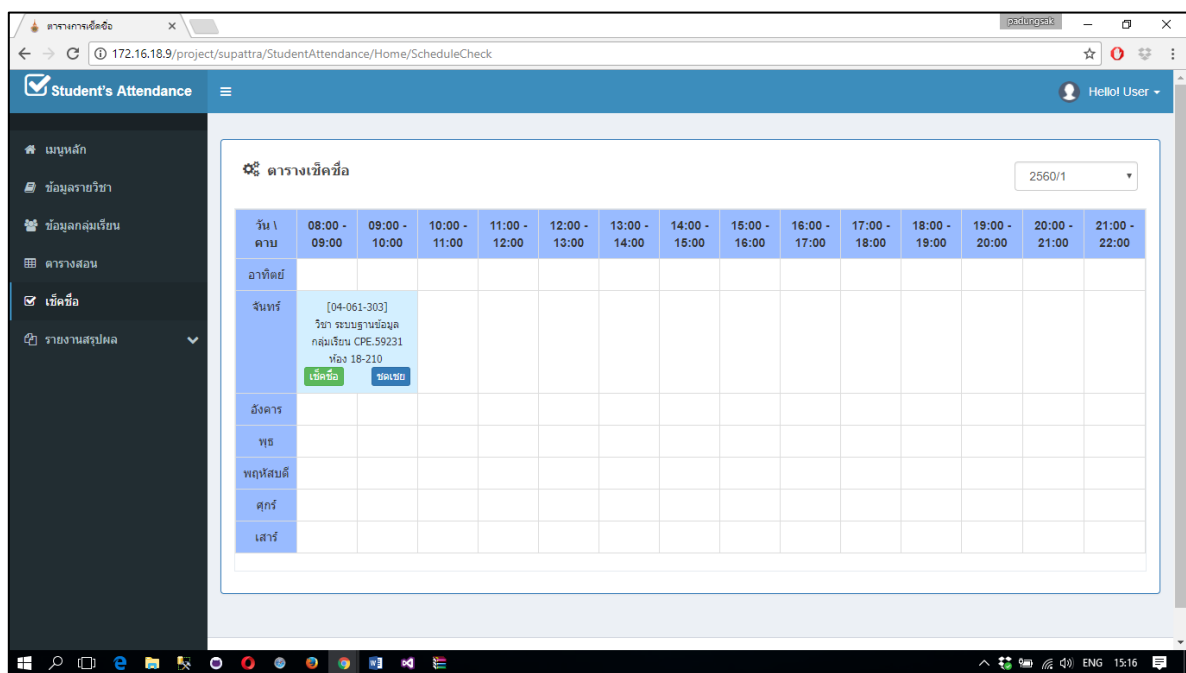 ตารางการเช็คชื่อ
padungsak
172.16.18.9/project/supattra/StudentAttendance/Home/ScheduleCheck
Student's Attendance
Hello! User
เมนูหลัก
ข้อมูลรายวิชา
ข้อมูลกลุ่มเรียน
ตารางสอน
เช็คชื่อ
รายงานสรุปผล
ตารางเช็คชื่อ
2560/1
วัน \ 08:00 - 09:00 - 10:00 - 11:00 - 12:00 - 13:00 - 14:00 - 15:00 - 16:00 - 17:00 - 18:00 - 19:00 - 20:00 - 21:00 -
คาบ 09:00 10:00 11:00 12:00 13:00 14:00 15:00 16:00 17:00 18:00 19:00 20:00 21:00 22:00
อาทิตย์
จันทร์ [04-061-303]
วิชา ระบบฐานข้อมูล
กลุ่มเรียน CPE.59231
ห้อง 18-210
เช็คชื่อ ชดเชย
อังคาร
พุธ
พฤหัสบดี
ศุกร์
เสาร์
ENG 15:16